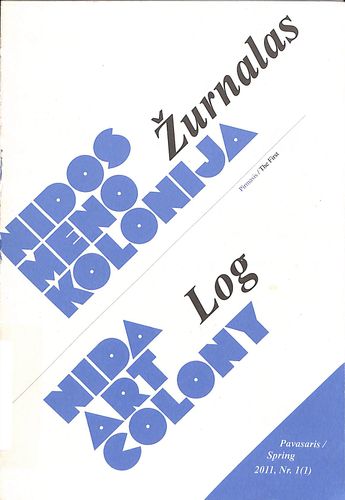 NIDOS
MENO
KOLONIJA
Žurnalas
Pirmasis / The First
NIDA
ART
COLONY
Log
Pavasaris /
Spring
2011, Nr. 1(1)